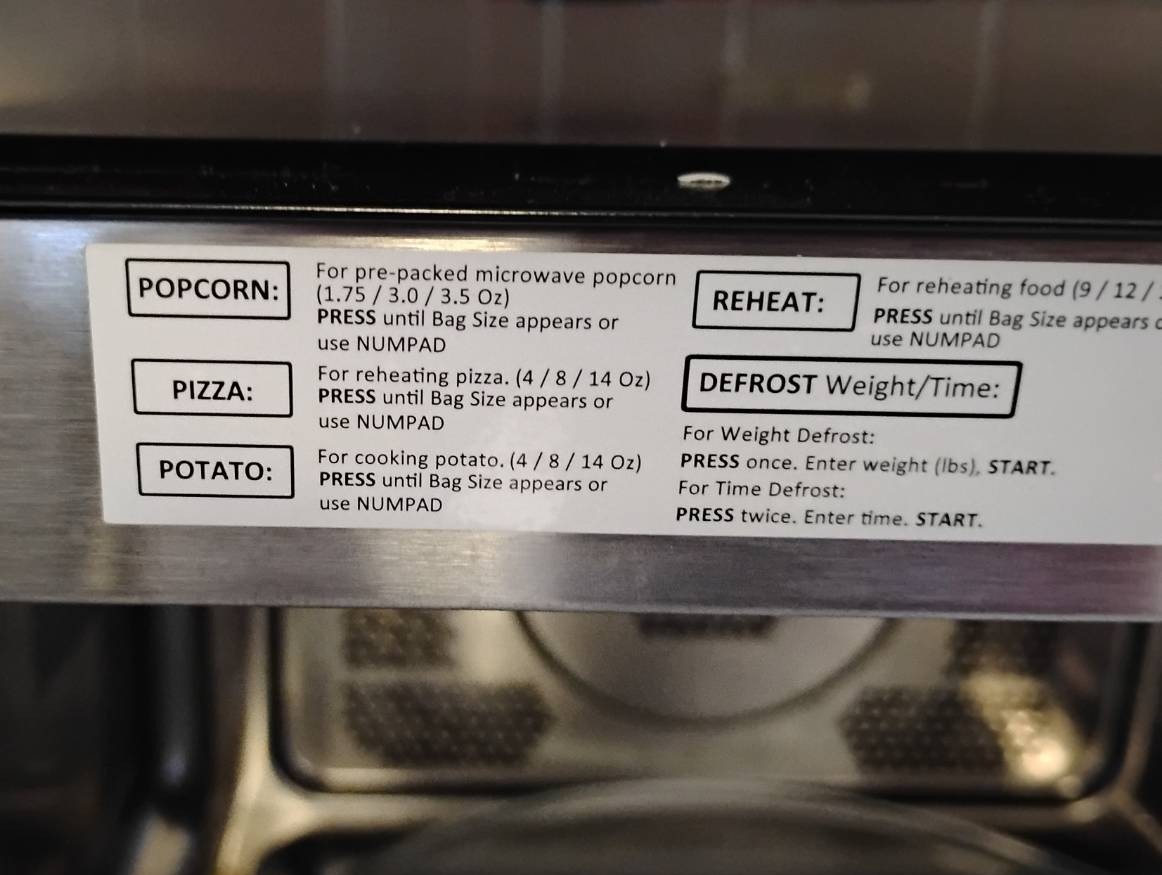 POPCORN:
For pre-packed microwave popcorn
(1.75 / 3.0 / 3.5 Oz)
PRESS until Bag Size appears or
use NUMPAD
PIZZA:
For reheating pizza. (4 / 8 / 14 Oz)
PRESS until Bag Size appears or
use NUMPAD
POTATO:
For cooking potato. (4 / 8 / 14 Oz)
PRESS until Bag Size appears or
use NUMPAD
REHEAT:
For reheating food (9 / 12 /
PRESS until Bag Size appears
use NUMPAD
DEFROST Weight/Time:
For Weight Defrost:
PRESS once. Enter weight (lbs), START.
For Time Defrost:
PRESS twice. Enter time. START.